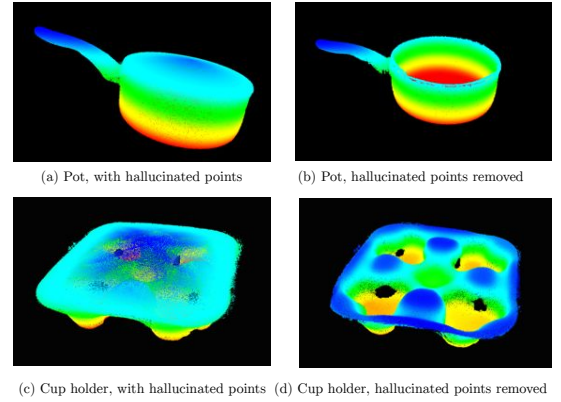 (a) Pot, with hallucinated points
(b) Pot, hallucinated points removed
(c) Cup holder, with hallucinated points
(d) Cup holder, hallucinated points removed